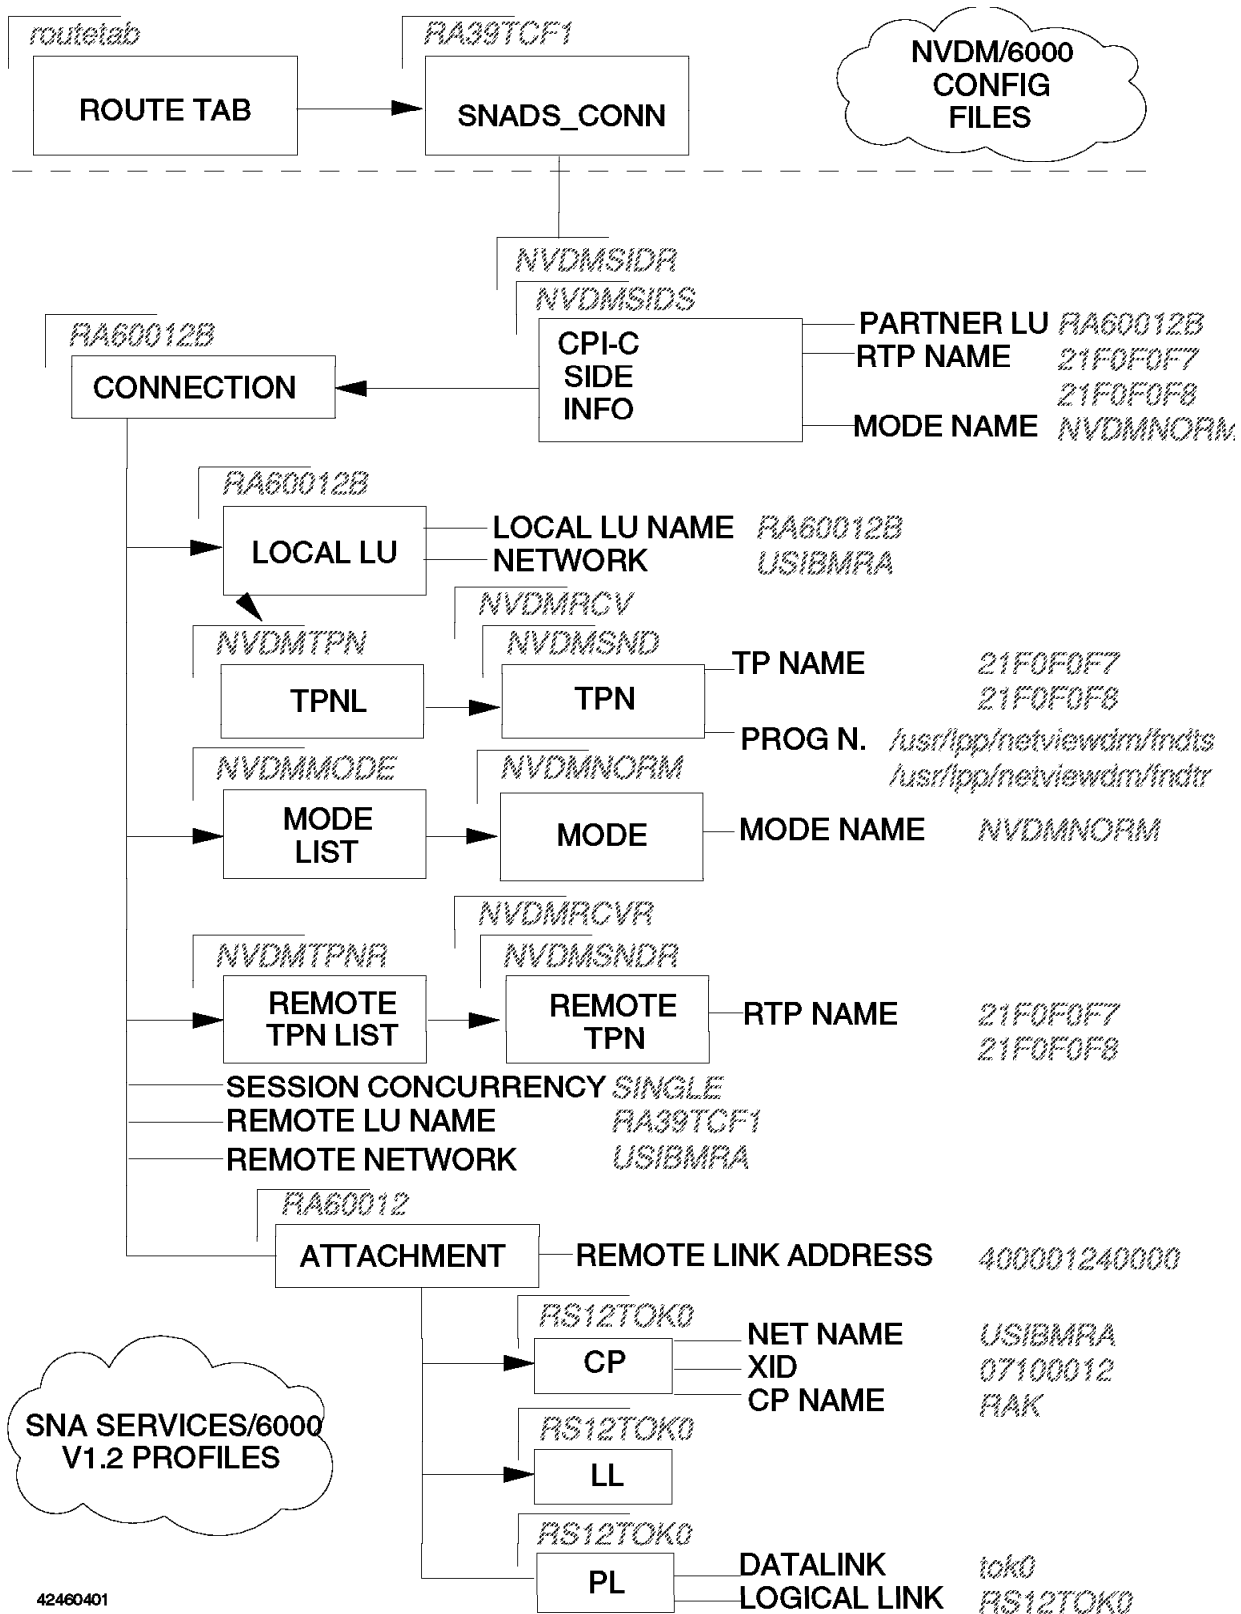 routetab
RA39TCF1
NVDM/6000
CONFIG
FILES
ROUTE TAB
SNADS_CONN
NVDMSIDR
NVDMSIDS
RA60012B
CPI-C
SIDE
INFO
PARTNER LU RA60012B
RTP NAME 21F0F0F7
21F0F0F8
MODE NAME NVDMNORM
CONNECTION
RA60012B
LOCAL LU
LOCAL LU NAME RA60012B
NETWORK USIBMRA
NVDMRCV
NVDMTPN
NVDMSND
TPNL
TPN
TP NAME 21F0F0F7
21F0F0F8
PROG N. /usr/lpp/netviewdm/fndts
/usr/lpp/netviewdm/fndtr
NVDMMODE
NVDMNORM
MODE
LIST
MODE
MODE NAME NVDMNORM
NVDMRCVR
NVDMTPNR
NVDMSNDR
REMOTE
TPN LIST
REMOTE
TPN
RTP NAME 21F0F0F7
21F0F0F8
SESSION CONCURRENCY SINGLE
REMOTE LU NAME RA39TCF1
REMOTE NETWORK USIBMRA
RA60012
ATTACHMENT
REMOTE LINK ADDRESS 400001240000
RS12TOK0
CP
NET NAME USIBMRA
XID 07100012
CP NAME RAK
SNA SERVICES/6000
V1.2 PROFILES
RS12TOK0
LL
RS12TOK0
PL
DATALINK tok0
LOGICAL LINK RS12TOK0
42460401